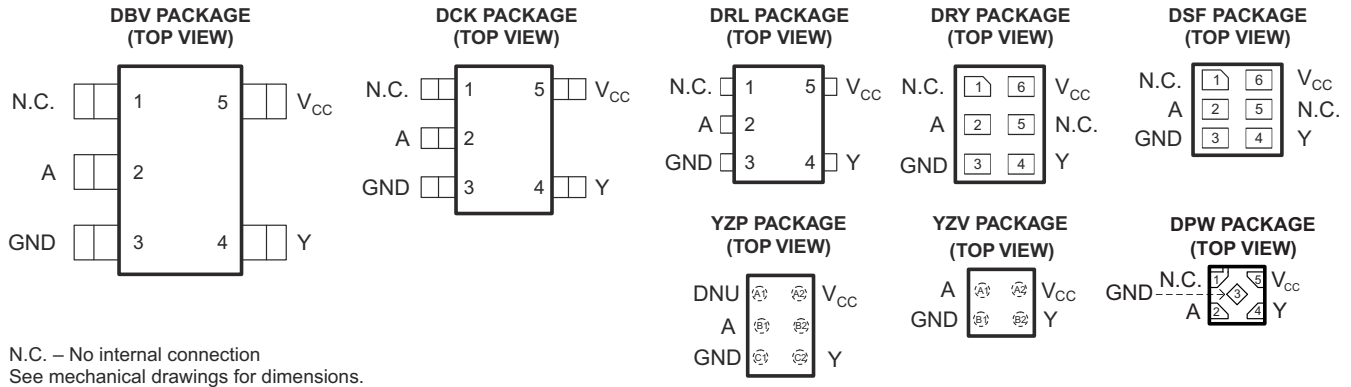 DBV PACKAGE
(TOP VIEW)
N.C. 1 5 VCC
A 2
GND 3 4 Y
DCK PACKAGE
(TOP VIEW)
N.C. 1 5 VCC
A 2
GND 3 4 Y
DRL PACKAGE
(TOP VIEW)
N.C. 1 5 VCC
A 2
GND 3 4 Y
DRY PACKAGE
(TOP VIEW)
N.C. 1 6 VCC
A 2 5 N.C.
GND 3 4 Y
DSF PACKAGE
(TOP VIEW)
N.C. 1 6 VCC
A 2 5 N.C.
GND 3 4 Y
YZP PACKAGE
(TOP VIEW)
DNU A1 A2 VCC
A B1 B2
GND C1 C2 Y
YZV PACKAGE
(TOP VIEW)
A A1 A2 VCC
GND B1 B2 Y
DPW PACKAGE
(TOP VIEW)
N.C. 1 5 VCC
GND 3
A 2 4 Y
N.C. – No internal connection
See mechanical drawings for dimensions.